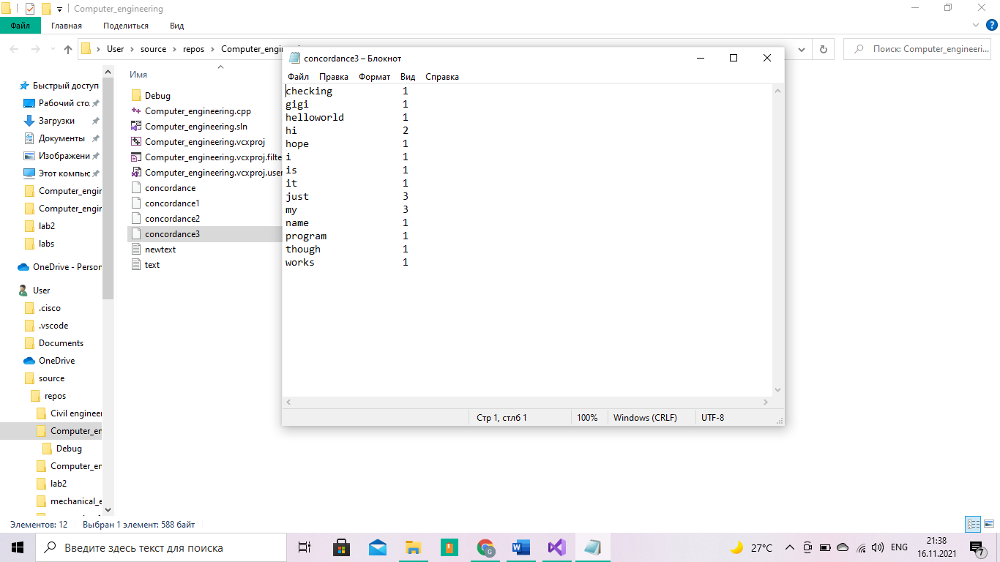 Computer_engineering
Файл Главная Поделиться Вид
User source repos Computer_engi
Поиск: Computer_engineeri...
Быстрый доступ
Рабочий сто.
Загрузки
Документы
Изображени
Этот компьк
Computer_engir
Computer_engir
lab2
labs
OneDrive - Persor
User
.cisco
.vscode
Documents
OneDrive
source
repos
Civil engineer
Computer_en
Debug
Computer_en
lab2
mechanical_e
Имя
Debug
Computer_engineering.cpp
Computer_engineering.sln
Computer_engineering.vcxproj
Computer_engineering.vcxproj.filte
Computer_engineering.vcxproj.user
concordance
concordance1
concordance2
concordance3
newtext
text
concordance3 – Блокнот
Файл Правка Формат Вид Справка
checking 1
gigi 1
helloworld 1
hi 2
hope 1
i 1
is 1
it 1
just 3
my 3
name 1
program 1
though 1
works 1
Стр 1, стлб 1 100% Windows (CRLF) UTF-8
Элементов: 12 Выбран 1 элемент: 588 байт
Введите здесь текст для поиска
27°C ENG 21:38
16.11.2021
7